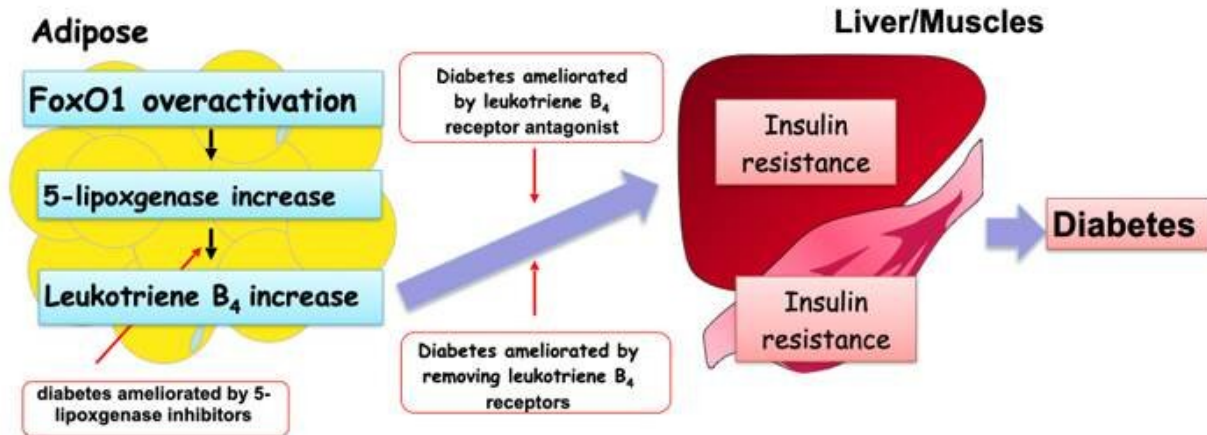 Adipose
FoxO1 overactivation
5-lipoxgenase increase
Leukotriene B₄ increase
diabetes ameliorated by 5-
lipoxgenase inhibitors
Diabetes ameliorated
by leukotriene B₄
receptor antagonist
Diabetes ameliorated by
removing leukotriene B₄
receptors
Liver/Muscles
Insulin
resistance
Insulin
resistance
Diabetes